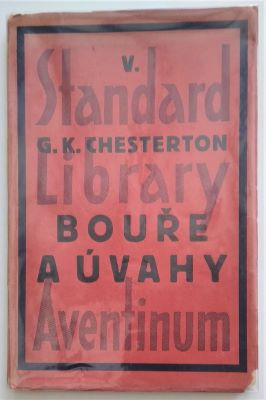 V.
Standard
G. K. CHESTERTON
Library
BOUŘE
A ÚVAHY
Aventinum